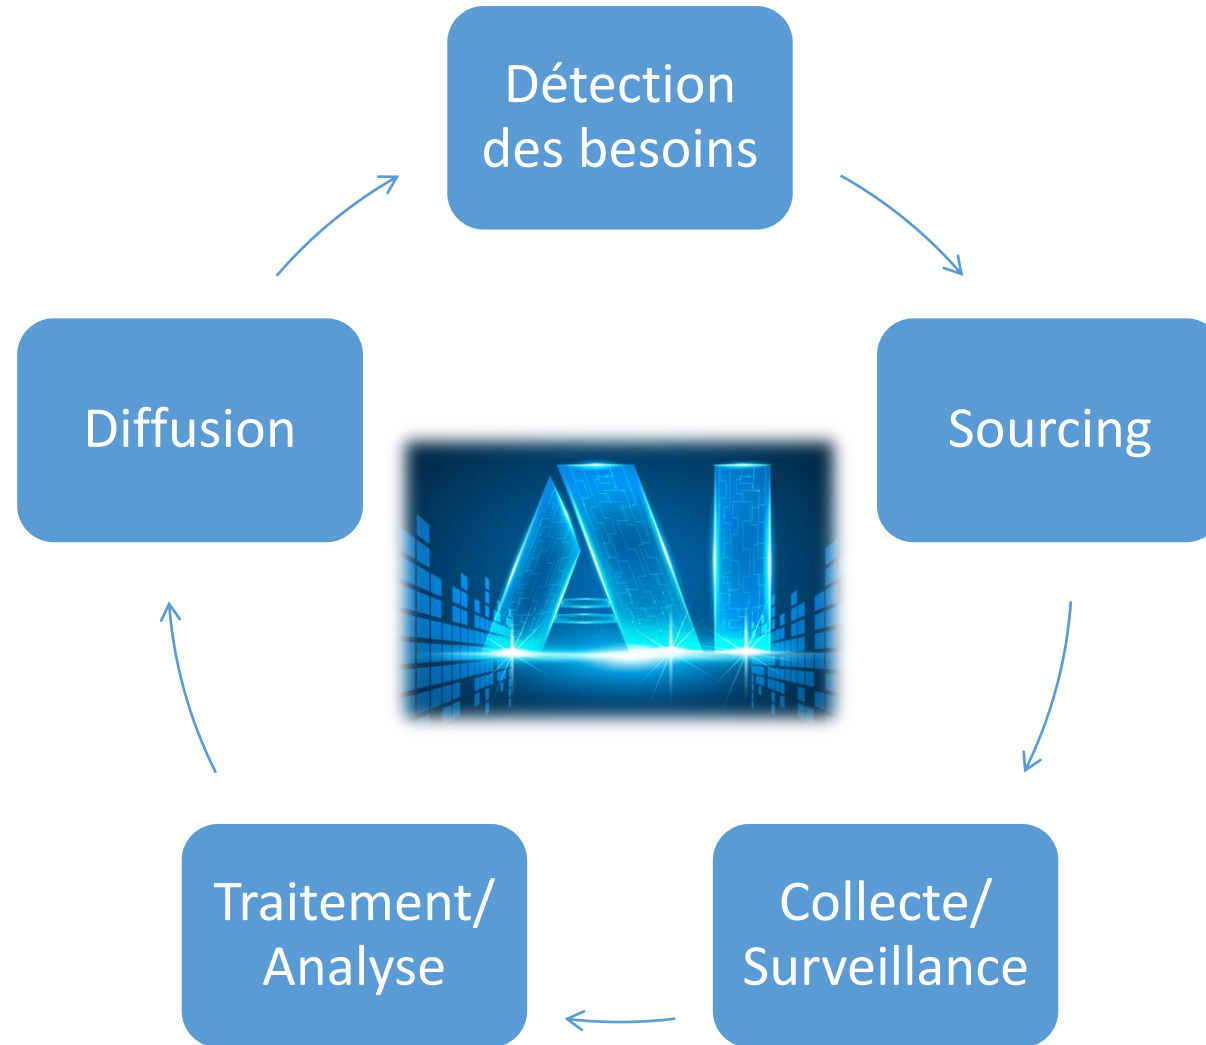 Détection
des besoins
Sourcing
Collecte/
Surveillance
Traitement/
Analyse
Diffusion
AI